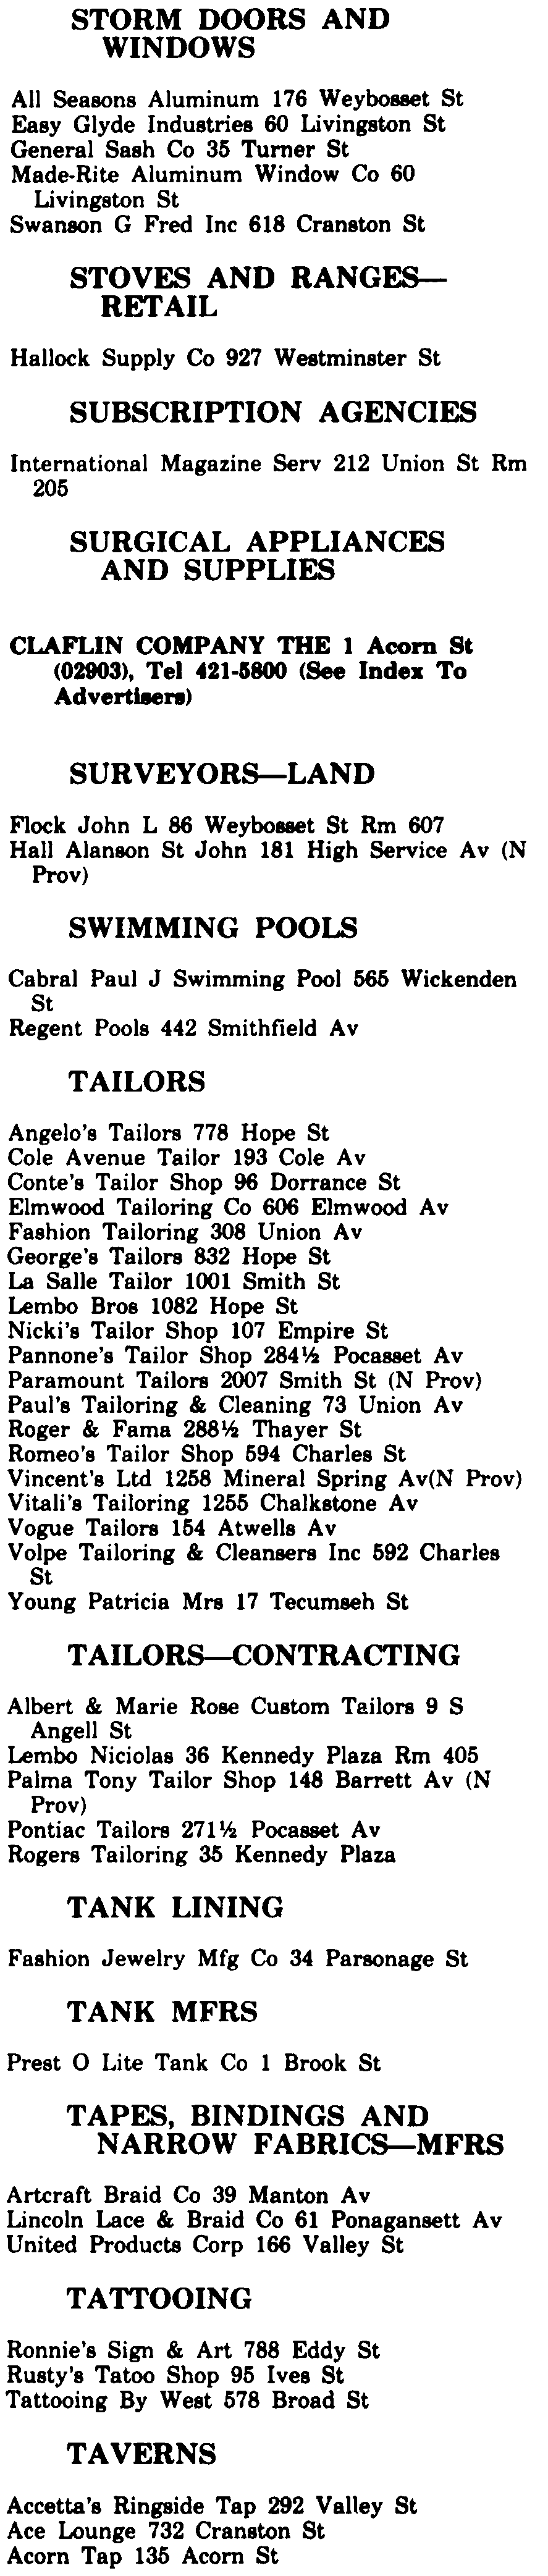 STORM DOORS AND
WINDOWS
All Seasons Aluminum 176 Weybosset St
Easy Glyde Industries 60 Livingston St
General Sash Co 35 Turner St
Made-Rite Aluminum Window Co 60
Livingston St
Swanson G Fred Inc 618 Cranston St
STOVES AND RANGES—
RETAIL
Hallock Supply Co 927 Westminster St
SUBSCRIPTION AGENCIES
International Magazine Serv 212 Union St Rm
205
SURGICAL APPLIANCES
AND SUPPLIES
CLAFLIN COMPANY THE 1 Acorn St
(02903), Tel 421-5800 (See Index To
Advertisers)
SURVEYORS—LAND
Flock John L 86 Weybosset St Rm 607
Hall Alanson St John 181 High Service Av (N
Prov)
SWIMMING POOLS
Cabral Paul J Swimming Pool 565 Wickenden
St
Regent Pools 442 Smithfield Av
TAILORS
Angelo's Tailors 778 Hope St
Cole Avenue Tailor 193 Cole Av
Conte's Tailor Shop 96 Dorrance St
Elmwood Tailoring Co 606 Elmwood Av
Fashion Tailoring 308 Union Av
George's Tailors 832 Hope St
La Salle Tailor 1001 Smith St
Lembo Bros 1082 Hope St
Nicki's Tailor Shop 107 Empire St
Pannone's Tailor Shop 284½ Pocasset Av
Paramount Tailors 2007 Smith St (N Prov)
Paul's Tailoring & Cleaning 73 Union Av
Roger & Fama 288½ Thayer St
Romeo's Tailor Shop 594 Charles St
Vincent's Ltd 1258 Mineral Spring Av(N Prov)
Vitali's Tailoring 1255 Chalkstone Av
Vogue Tailors 154 Atwells Av
Volpe Tailoring & Cleansers Inc 592 Charles
St
Young Patricia Mrs 17 Tecumseh St
TAILORS—CONTRACTING
Albert & Marie Rose Custom Tailors 9 S
Angell St
Lembo Niciolas 36 Kennedy Plaza Rm 405
Palma Tony Tailor Shop 148 Barrett Av (N
Prov)
Pontiac Tailors 271½ Pocasset Av
Rogers Tailoring 35 Kennedy Plaza
TANK LINING
Fashion Jewelry Mfg Co 34 Parsonage St
TANK MFRS
Prest O Lite Tank Co 1 Brook St
TAPES, BINDINGS AND
NARROW FABRICS—MFRS
Artcraft Braid Co 39 Manton Av
Lincoln Lace & Braid Co 61 Ponagansett Av
United Products Corp 166 Valley St
TATTOOING
Ronnie's Sign & Art 788 Eddy St
Rusty's Tatoo Shop 95 Ives St
Tattooing By West 578 Broad St
TAVERNS
Accetta's Ringside Tap 292 Valley St
Ace Lounge 732 Cranston St
Acorn Tap 135 Acorn St